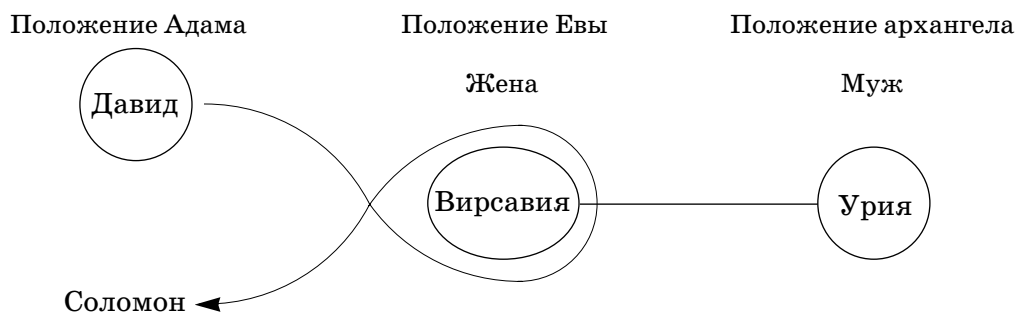 Положение Адама
Положение Евы
Положение архангела
Жена
Муж
Давид
Вирсавия
Урия
Соломон